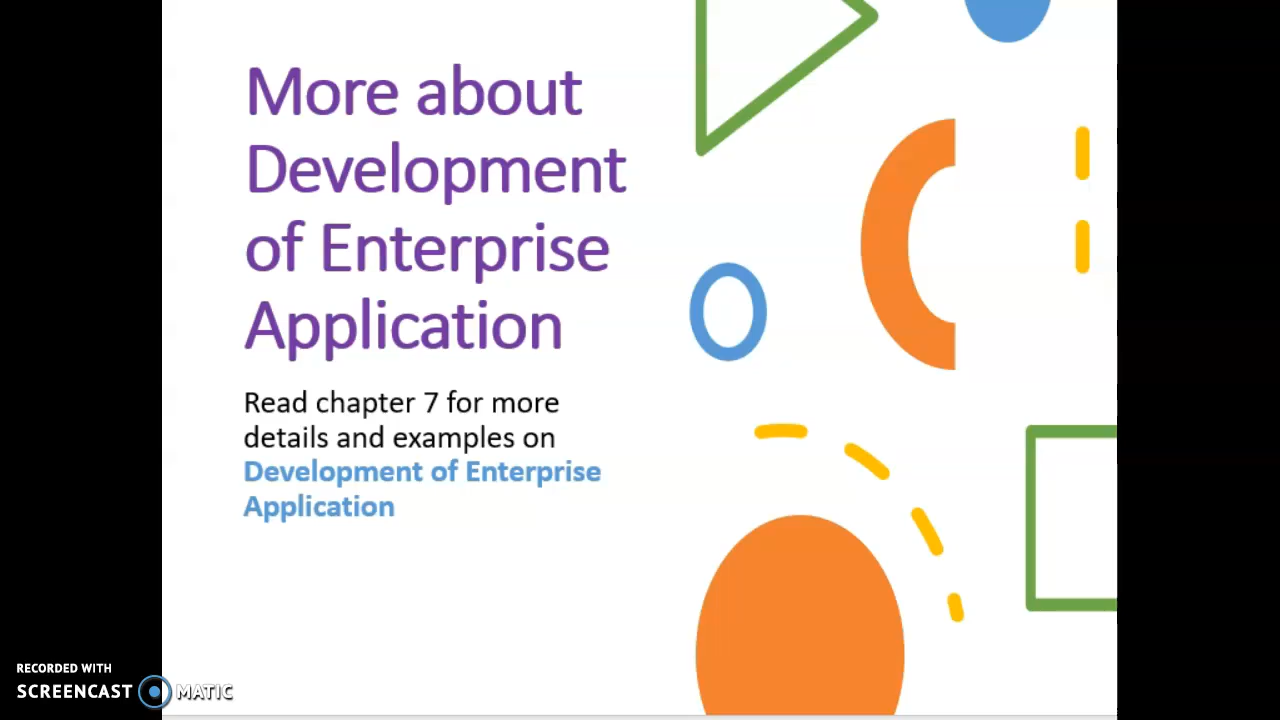 More about
Development
of Enterprise
Application
Read chapter 7 for more
details and examples on
Development of Enterprise
Application
RECORDED WITH
SCREENCAST MATIC